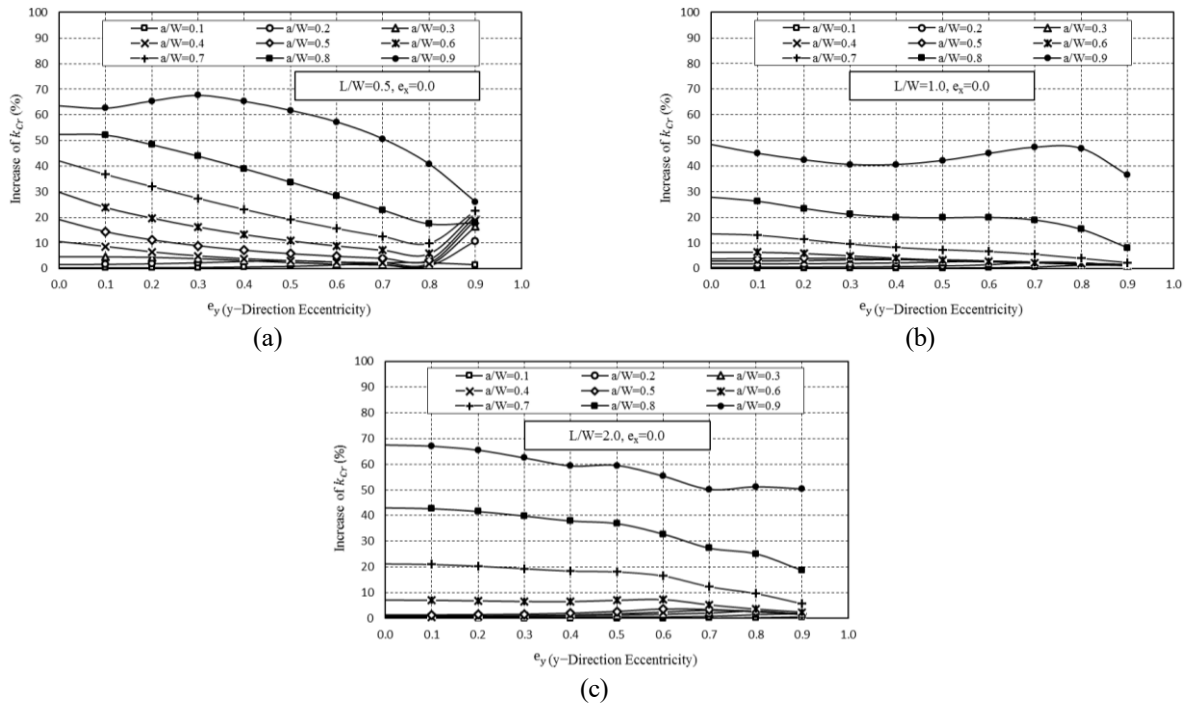 a/W=0.1 a/W=0.2 a/W=0.3
a/W=0.4 a/W=0.5 a/W=0.6
a/W=0.7 a/W=0.8 a/W=0.9
L/W=0.5, eₓ=0.0
100
90
80
70
60
50
40
30
20
10
0
Increase of k_Cr (%)
0.0 0.1 0.2 0.3 0.4 0.5 0.6 0.7 0.8 0.9 1.0
e_y (y−Direction Eccentricity)
(a)
a/W=0.1 a/W=0.2 a/W=0.3
a/W=0.4 a/W=0.5 a/W=0.6
a/W=0.7 a/W=0.8 a/W=0.9
L/W=1.0, eₓ=0.0
100
90
80
70
60
50
40
30
20
10
0
Increase of k_Cr (%)
0.0 0.1 0.2 0.3 0.4 0.5 0.6 0.7 0.8 0.9 1.0
e_y (y−Direction Eccentricity)
(b)
a/W=0.1 a/W=0.2 a/W=0.3
a/W=0.4 a/W=0.5 a/W=0.6
a/W=0.7 a/W=0.8 a/W=0.9
L/W=2.0, eₓ=0.0
100
90
80
70
60
50
40
30
20
10
0
Increase of k_Cr (%)
0.0 0.1 0.2 0.3 0.4 0.5 0.6 0.7 0.8 0.9 1.0
e_y (y−Direction Eccentricity)
(c)